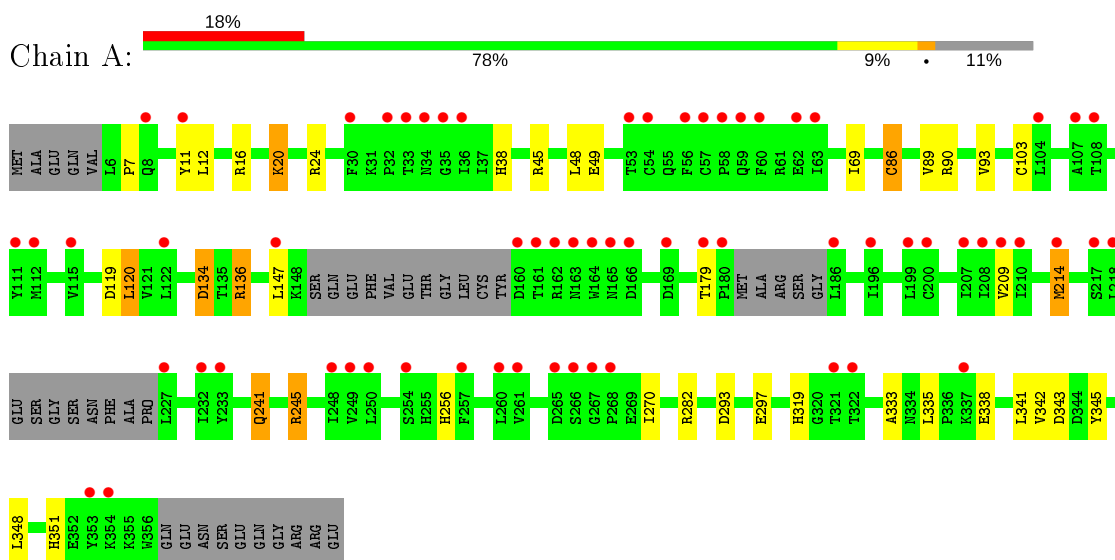 18%
Chain A:
78% 9% • 11%
MET ALA GLU GLN VAL L6 P7 Q8 Y11 L12 R16 K20 R24 F30 K31 P32 T33 N34 G35 I36 I37 H38 R45 L48 E49 T53 C54 Q55 F56 C57 P58 Q59 F60 R61 E62 I63 I69 C86 V89 R90 V93 C103 L104 A107 T108
Y111 M112 V115 D119 L120 V121 L122 D134 T135 R136 L147 K148 SER GLN GLU PHE VAL GLU THR GLY LEU CYS TYR D160 T161 R162 N163 W164 N165 D166 D169 T179 P180 MET ALA ARG SER GLY L186 I196 L199 C200 I207 I208 V209 I210 M214 S217 L218
GLU SER GLY SER ASN PHE ALA PRO L227 I232 Y233 Q241 R245 I248 V249 L250 S254 H255 H256 F257 L260 V261 D265 S266 G267 P268 E269 I270 R282 D293 E297 H319 G320 T321 T322 A333 N334 L335 P336 K337 E338 L341 V342 D343 D344 Y345
L348 H351 E352 Y353 K354 K355 W356 GLN GLU ASN SER GLU GLN GLY ARG ARG GLU